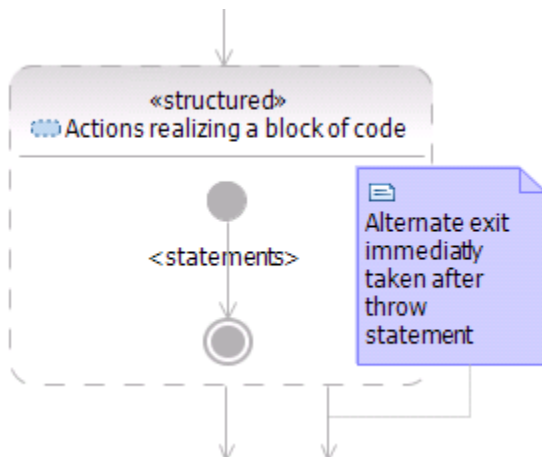 «structured»
Actions realizing a block of code
<statements>
Alternate exit
immediatly
taken after
throw
statement